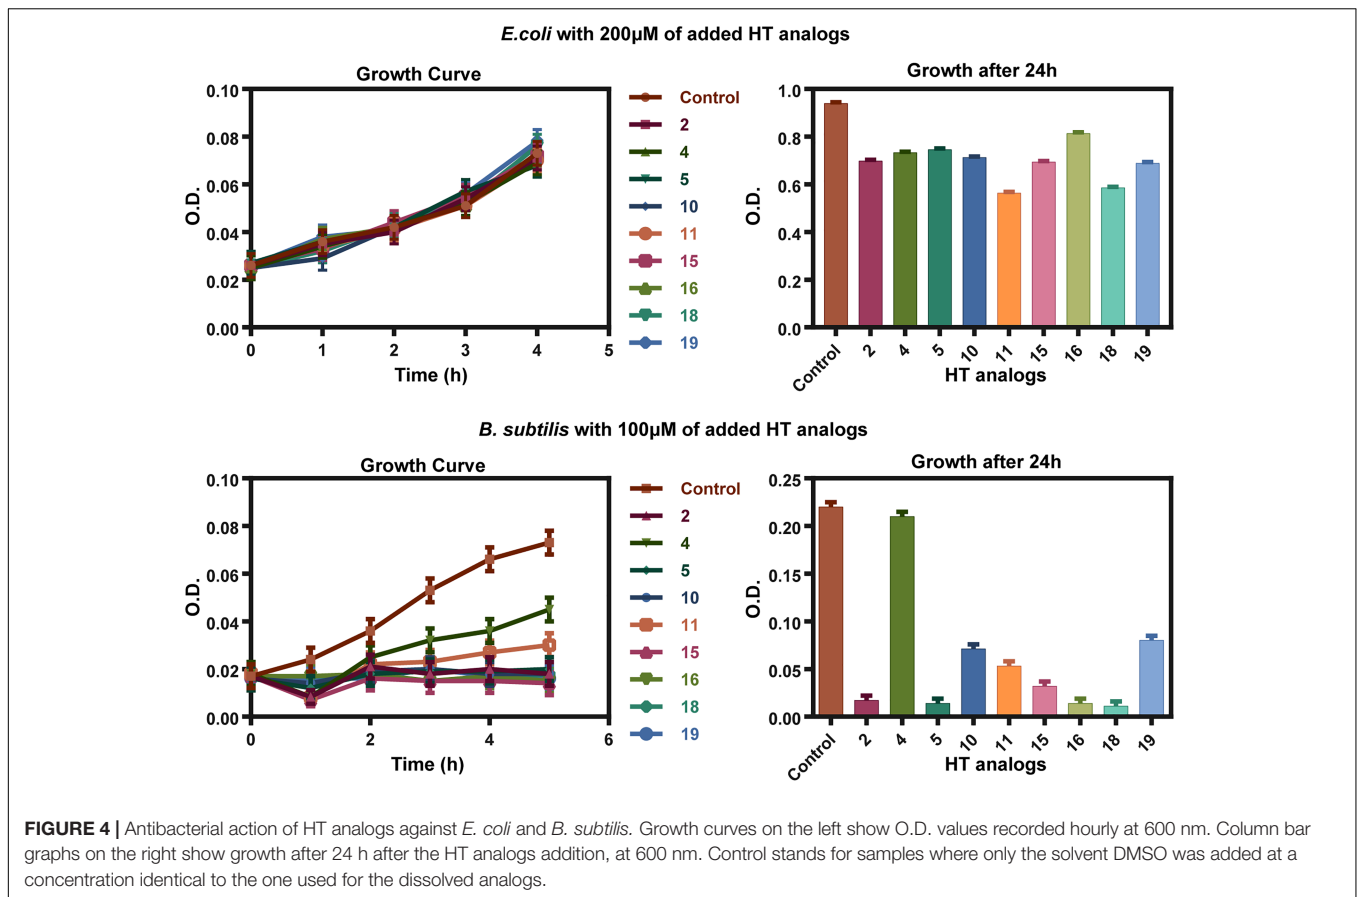 E.coli with 200µM of added HT analogs
Growth Curve
O.D.
0.10
0.08
0.06
0.04
0.02
0.00
0 1 2 3 4 5
Time (h)
Control
2
4
5
10
11
15
16
18
19
Growth after 24h
O.D.
1.0
0.8
0.6
0.4
0.2
0.0
Control 2 4 5 10 11 15 16 18 19
HT analogs
B. subtilis with 100µM of added HT analogs
Growth Curve
O.D.
0.10
0.08
0.06
0.04
0.02
0.00
0 2 4 6
Time (h)
Control
2
4
5
10
11
15
16
18
19
Growth after 24h
O.D.
0.25
0.20
0.15
0.10
0.05
0.00
Control 2 4 5 10 11 15 16 18 19
HT analogs
FIGURE 4 | Antibacterial action of HT analogs against E. coli and B. subtilis. Growth curves on the left show O.D. values recorded hourly at 600 nm. Column bar
graphs on the right show growth after 24 h after the HT analogs addition, at 600 nm. Control stands for samples where only the solvent DMSO was added at a
concentration identical to the one used for the dissolved analogs.